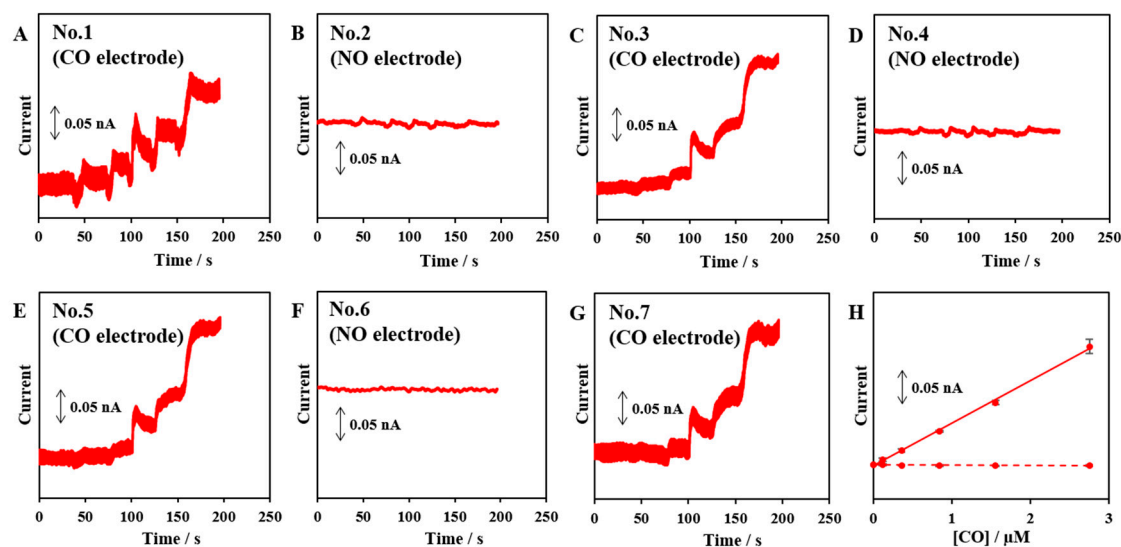 A
No.1
(CO electrode)
Current
0.05 nA
0 50 100 150 200 250
Time / s
B
No.2
(NO electrode)
Current
0.05 nA
0 50 100 150 200 250
Time / s
C
No.3
(CO electrode)
Current
0.05 nA
0 50 100 150 200 250
Time / s
D
No.4
(NO electrode)
Current
0.05 nA
0 50 100 150 200 250
Time / s
E
No.5
(CO electrode)
Current
0.05 nA
0 50 100 150 200 250
Time / s
F
No.6
(NO electrode)
Current
0.05 nA
0 50 100 150 200 250
Time / s
G
No.7
(CO electrode)
Current
0.05 nA
0 50 100 150 200 250
Time / s
H
Current
0.05 nA
0 1 2 3
[CO] / μM